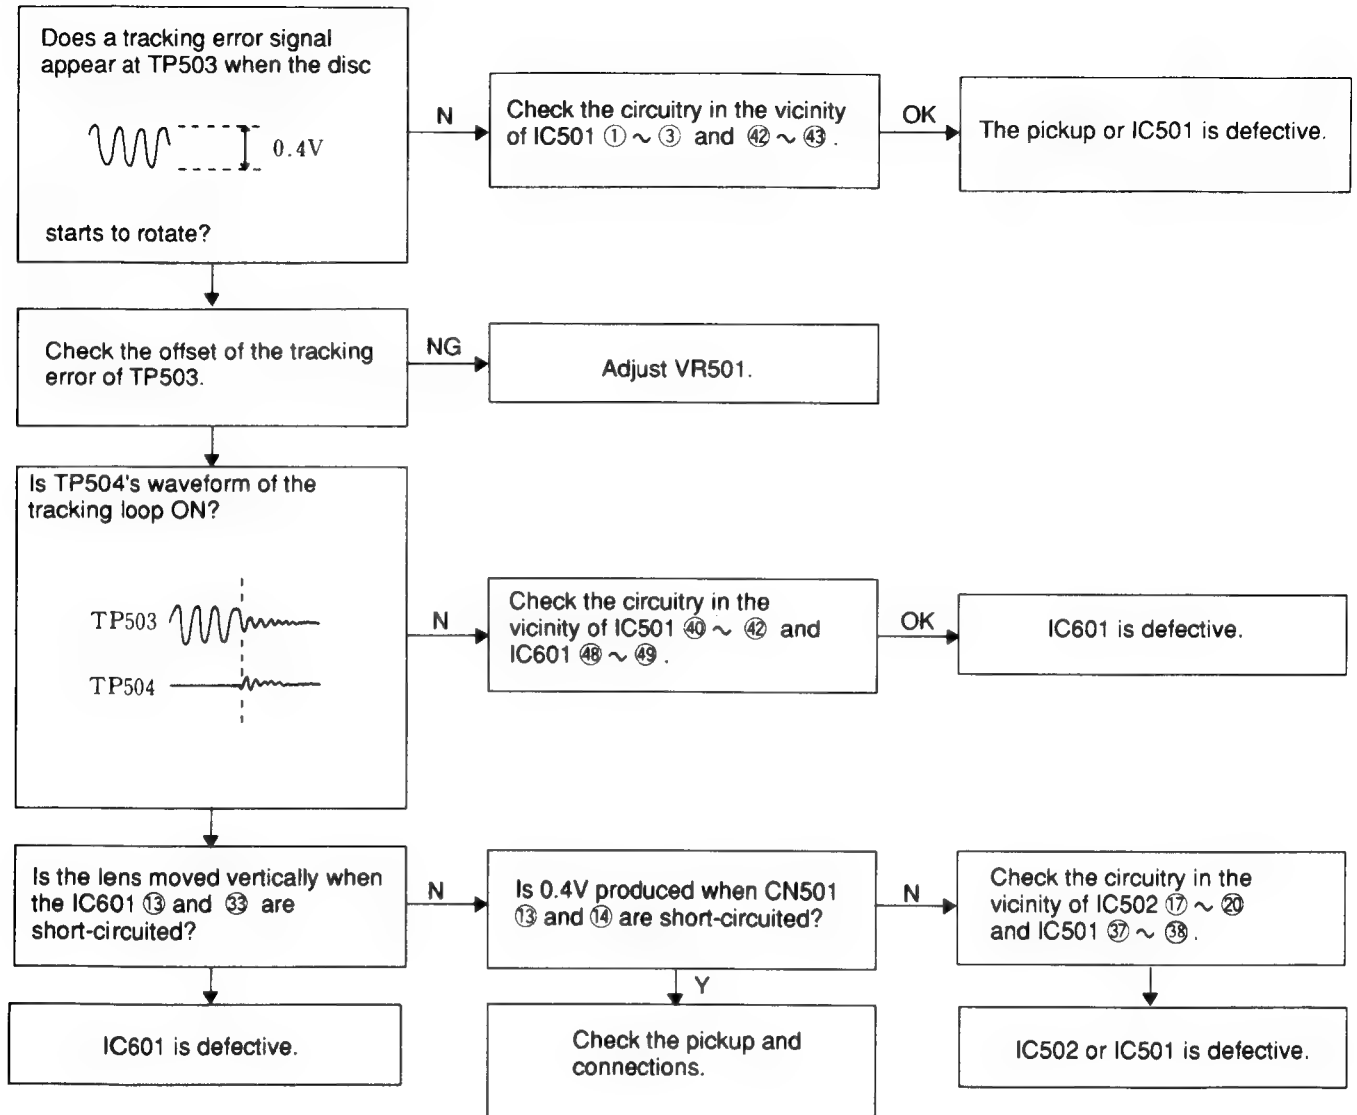 Does a tracking error signal
appear at TP503 when the disc
0.4V
starts to rotate?
N
Check the circuitry in the vicinity
of IC501 ① ~ ③ and ㊷ ~ ㊸ .
OK
The pickup or IC501 is defective.
Check the offset of the tracking
error of TP503.
NG
Adjust VR501.
Is TP504's waveform of the
tracking loop ON?
TP503
TP504
N
Check the circuitry in the
vicinity of IC501 ㊵ ~ ㊷ and
IC601 ㊽ ~ ㊾ .
OK
IC601 is defective.
Is the lens moved vertically when
the IC601 ⑬ and ㉝ are
short-circuited?
N
Is 0.4V produced when CN501
⑬ and ⑭ are short-circuited?
N
Check the circuitry in the
vicinity of IC502 ⑰ ~ ⑳
and IC501 ㊲ ~ ㊳ .
Y
IC601 is defective.
Check the pickup and
connections.
IC502 or IC501 is defective.